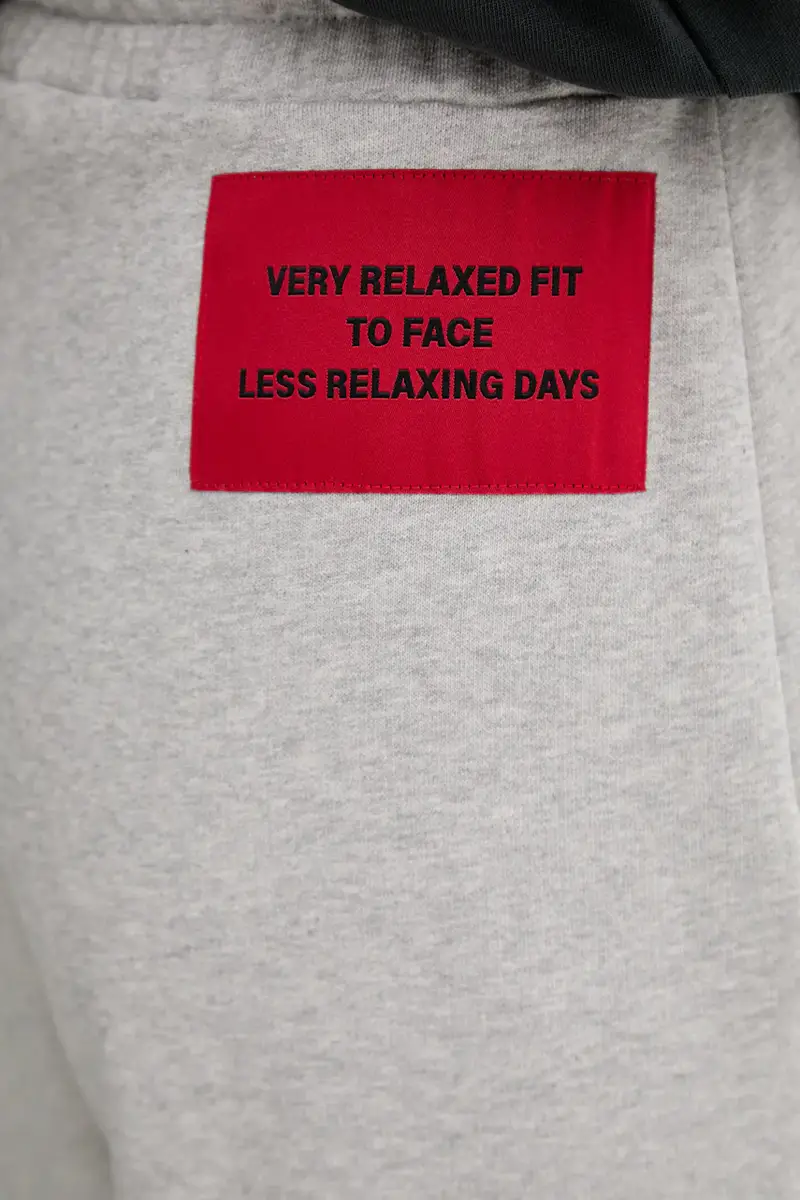 VERY RELAXED FIT
TO FACE
LESS RELAXING DAYS